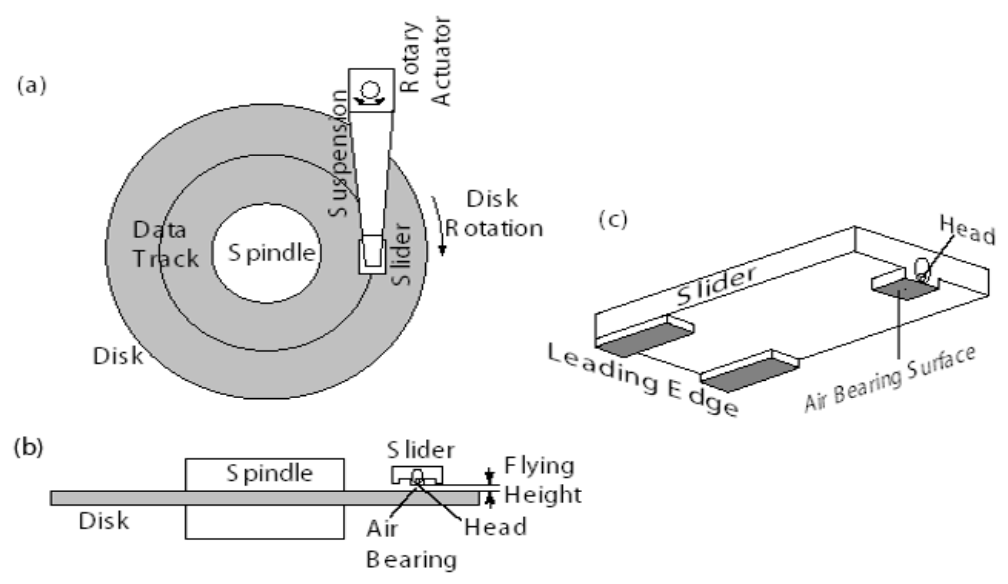 (a)
Rotary
Actuator
Suspension
Disk
Rotation
Data
Track
Spindle
Slider
Disk
(b)
Spindle
Slider
Flying
Height
Disk
Air
Bearing
Head
(c)
Head
Slider
Leading Edge
Air Bearing Surface